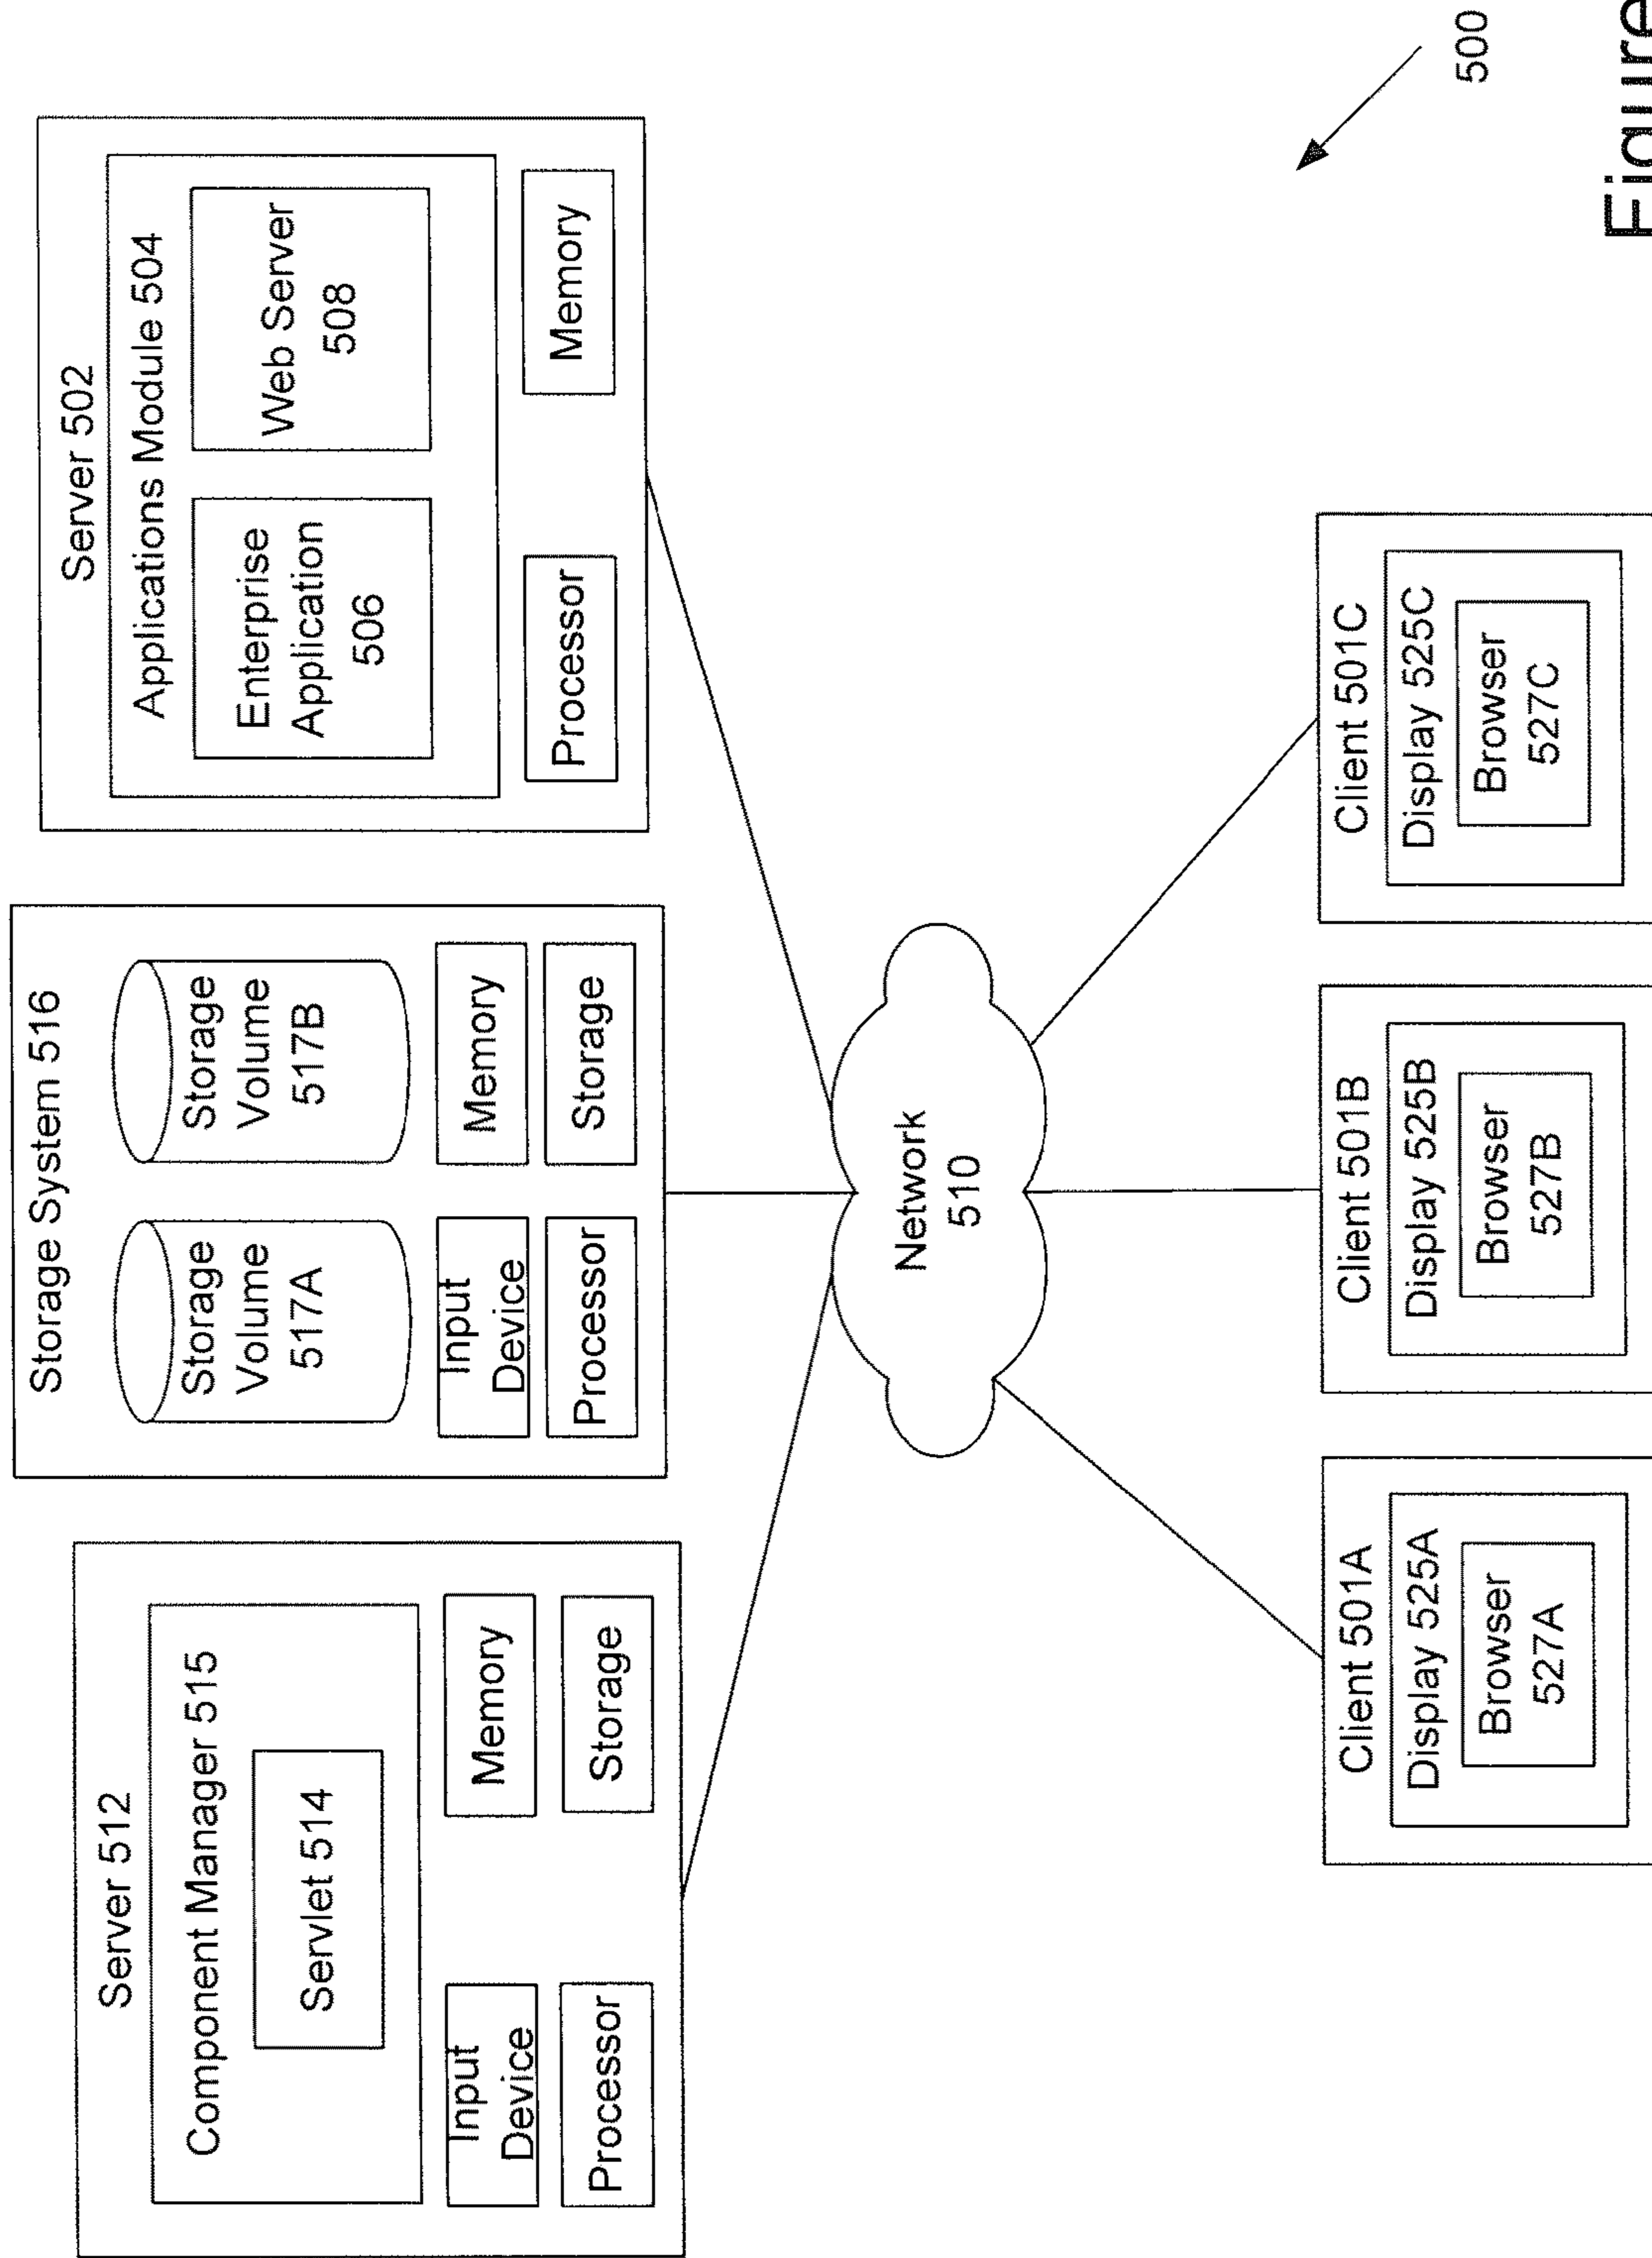 Server 512
Component Manager 515
Servlet 514
Input
Device
Memory
Processor
Storage
Storage System 516
Storage
Volume
517A
Storage
Volume
517B
Input
Device
Memory
Processor
Storage
Server 502
Applications Module 504
Enterprise
Application
506
Web Server
508
Processor
Memory
Network
510
Client 501A
Display 525A
Browser
527A
Client 501B
Display 525B
Browser
527B
Client 501C
Display 525C
Browser
527C
500
Figure